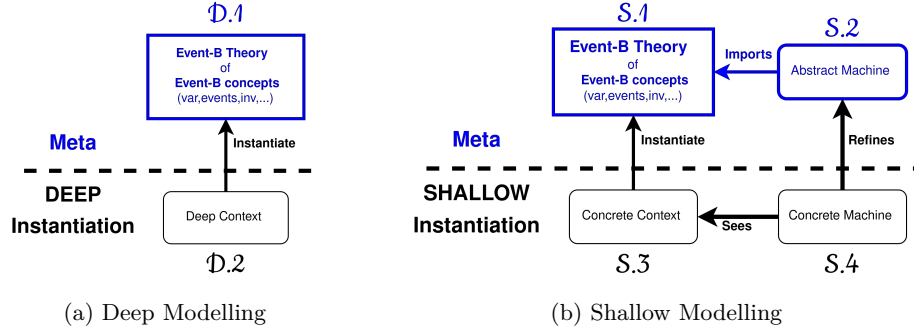 D.1
Event-B Theory
of
Event-B concepts
(var,events,inv,...)
Instantiate
Meta
DEEP
Instantiation
Deep Context
D.2
(a) Deep Modelling
S.1
S.2
Event-B Theory
of
Event-B concepts
(var,events,inv,...)
Imports
Abstract Machine
Instantiate
Refines
Meta
SHALLOW
Instantiation
Concrete Context
Sees
Concrete Machine
S.3
S.4
(b) Shallow Modelling